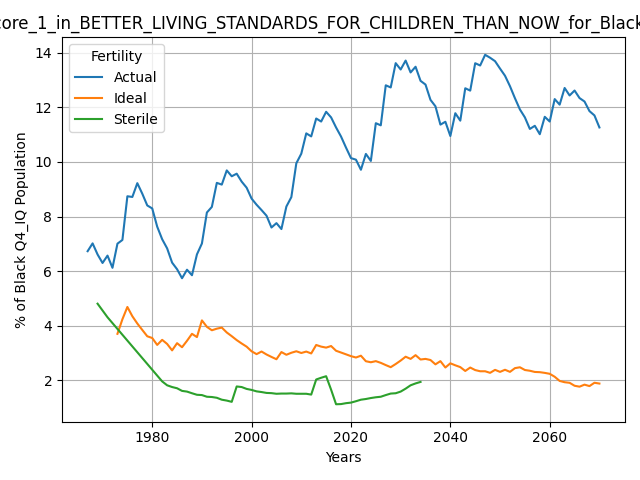 core_1_in_BETTER_LIVING_STANDARDS_FOR_CHILDREN_THAN_NOW_for_Black
Fertility
Actual
Ideal
Sterile
% of Black Q4_IQ Population
14
12
10
8
6
4
2
1980 2000 2020 2040 2060
Years